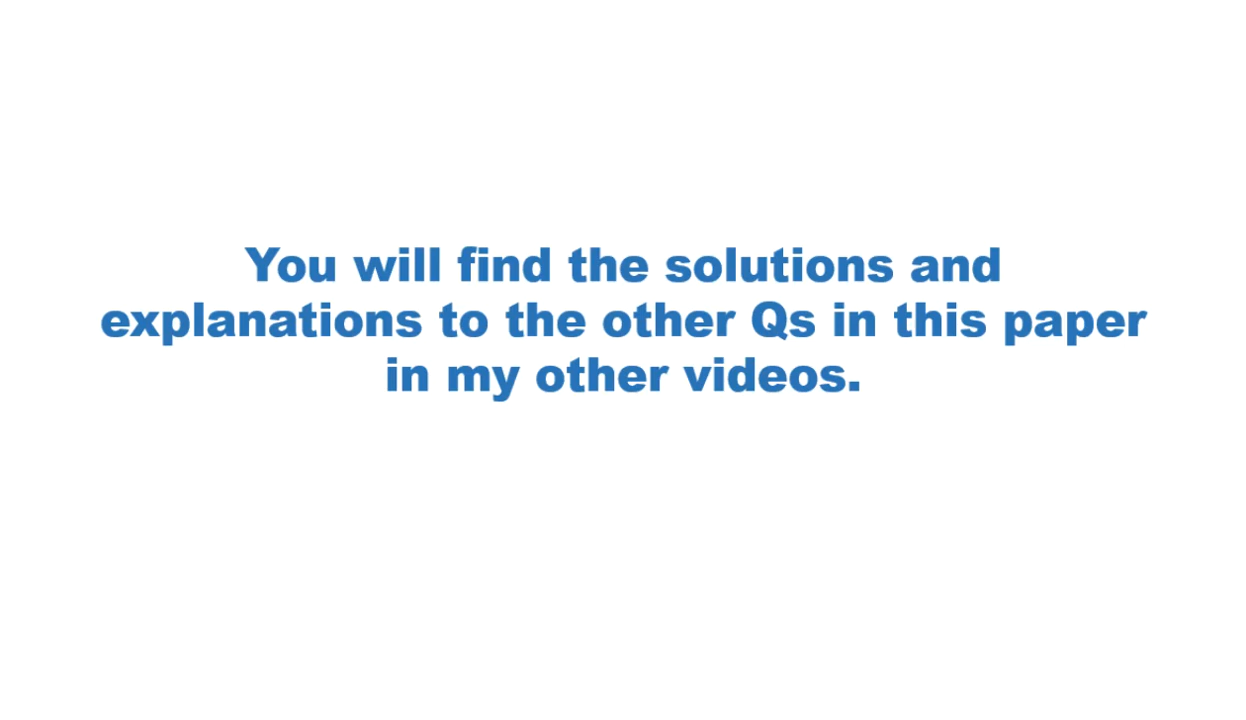 You will find the solutions and
explanations to the other Qs in this paper
in my other videos.